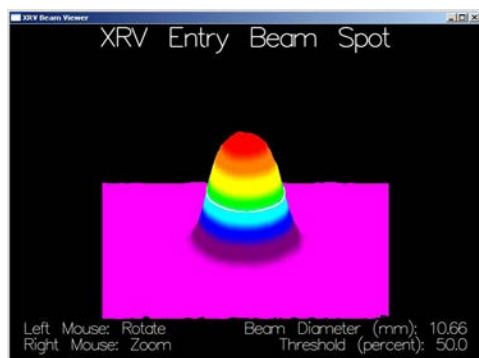 XRV Beam Viewer
XRV Entry Beam Spot
Left Mouse: Rotate
Right Mouse: Zoom
Beam Diameter (mm): 10.66
Threshold (percent): 50.0